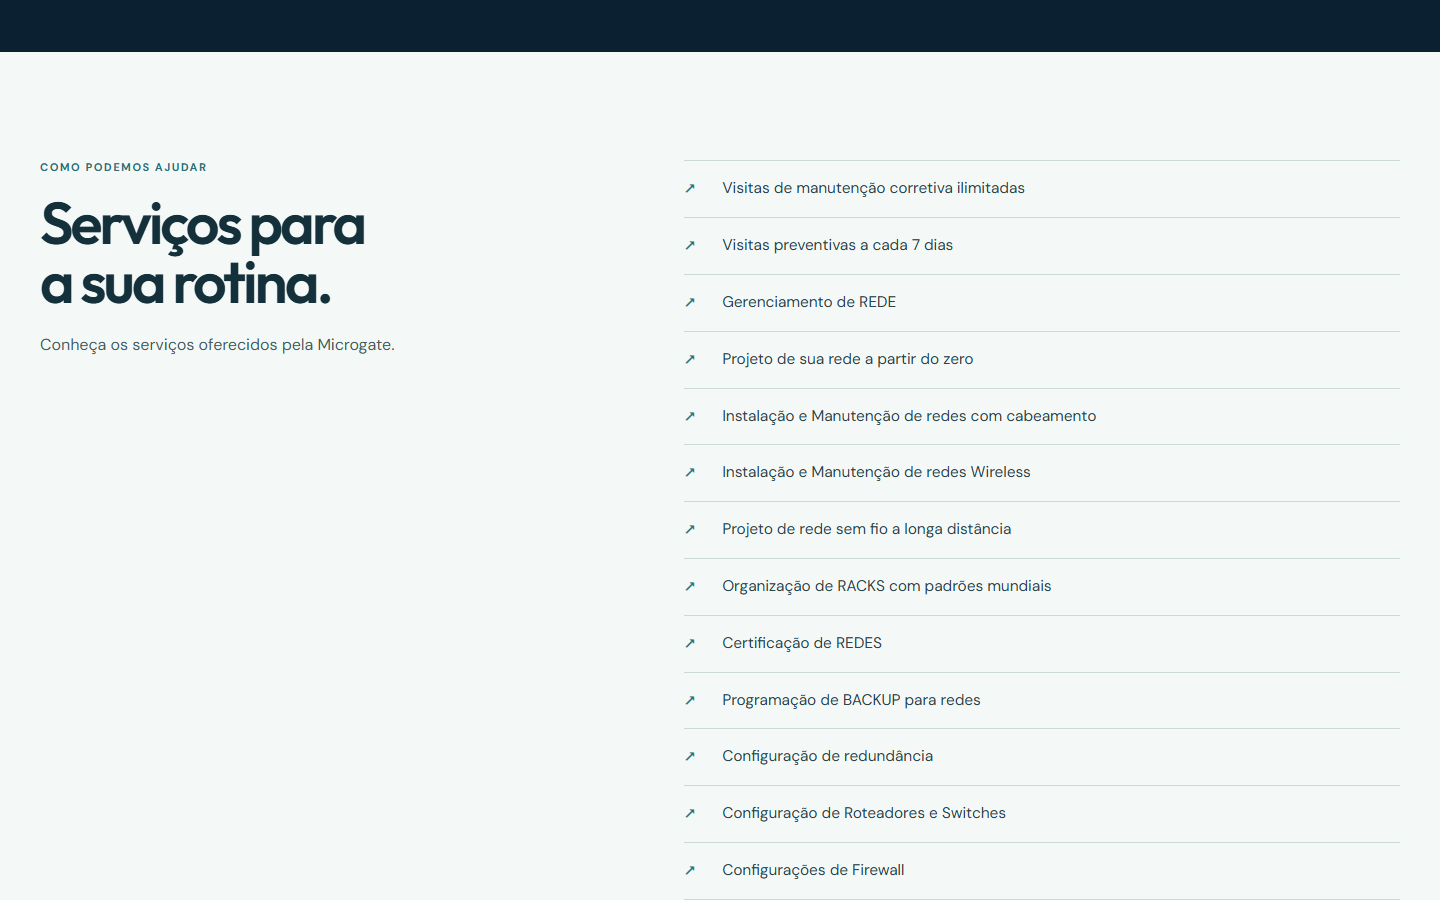 COMO PODEMOS AJUDAR
Serviços para
a sua rotina.
Conheça os serviços oferecidos pela Microgate.
↗ Visitas de manutenção corretiva ilimitadas
↗ Visitas preventivas a cada 7 dias
↗ Gerenciamento de REDE
↗ Projeto de sua rede a partir do zero
↗ Instalação e Manutenção de redes com cabeamento
↗ Instalação e Manutenção de redes Wireless
↗ Projeto de rede sem fio a longa distância
↗ Organização de RACKS com padrões mundiais
↗ Certificação de REDES
↗ Programação de BACKUP para redes
↗ Configuração de redundância
↗ Configuração de Roteadores e Switches
↗ Configurações de Firewall